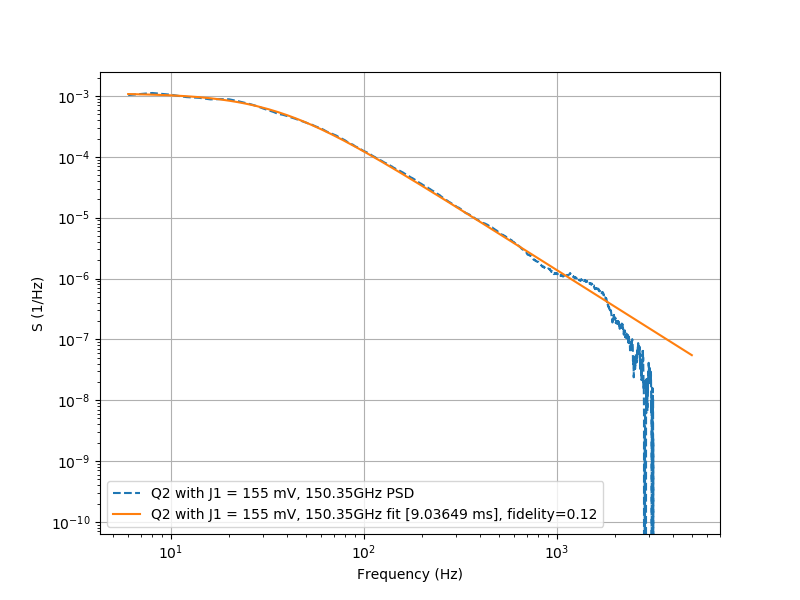 10⁻³
10⁻⁴
10⁻⁵
10⁻⁶
10⁻⁷
10⁻⁸
10⁻⁹
10⁻¹⁰
S (1/Hz)
Q2 with J1 = 155 mV, 150.35GHz PSD
Q2 with J1 = 155 mV, 150.35GHz fit [9.03649 ms], fidelity=0.12
10¹ 10² 10³
Frequency (Hz)